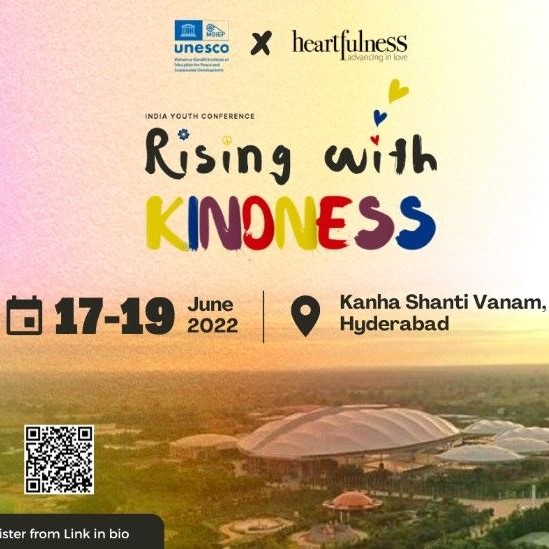 unesco
MGIEP
Mahatma Gandhi Institute of
Education for Peace and
Sustainable Development
X
heartfulness
advancing in love
INDIA YOUTH CONFERENCE
Rising with
KINDNESS
17-19 June
2022
Kanha Shanti Vanam,
Hyderabad
ister from Link in bio